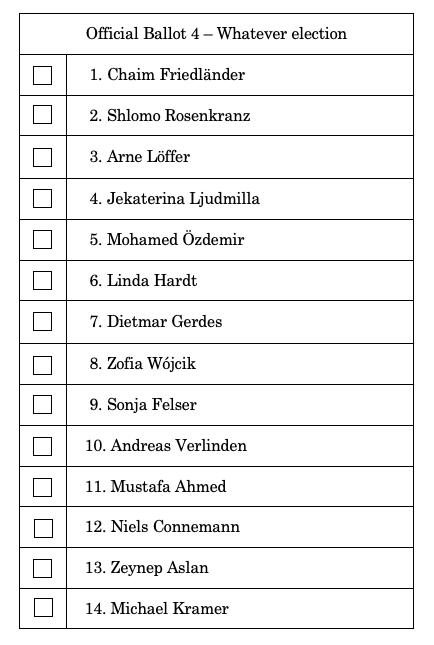 Official Ballot 4 – Whatever election
1. Chaim Friedländer
2. Shlomo Rosenkranz
3. Arne Löffer
4. Jekaterina Ljudmilla
5. Mohamed Özdemir
6. Linda Hardt
7. Dietmar Gerdes
8. Zofia Wójcik
9. Sonja Felser
10. Andreas Verlinden
11. Mustafa Ahmed
12. Niels Connemann
13. Zeynep Aslan
14. Michael Kramer